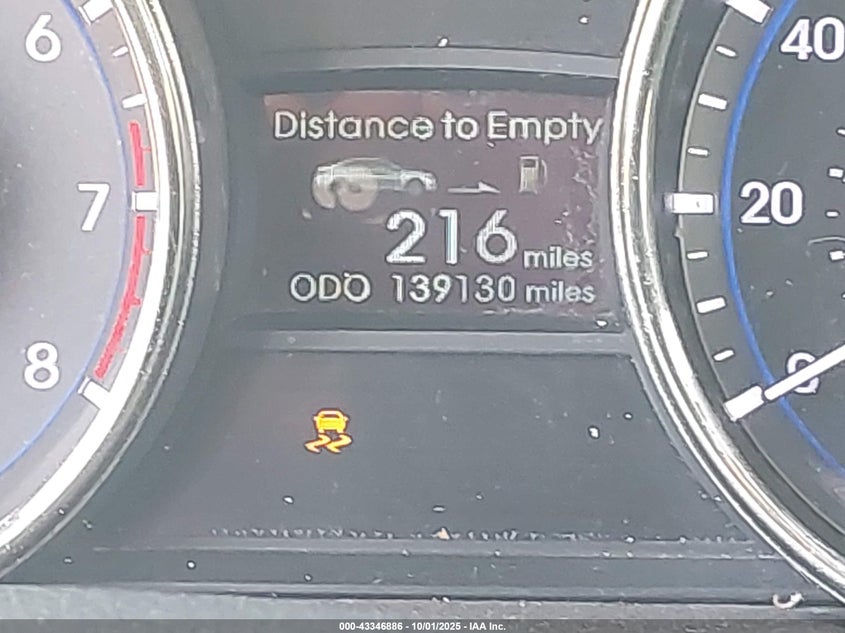 6
7
8
Distance to Empty
216 miles
ODO 139130 miles
40
20
0
000-43346886 - 10/01/2025 - IAA Inc.